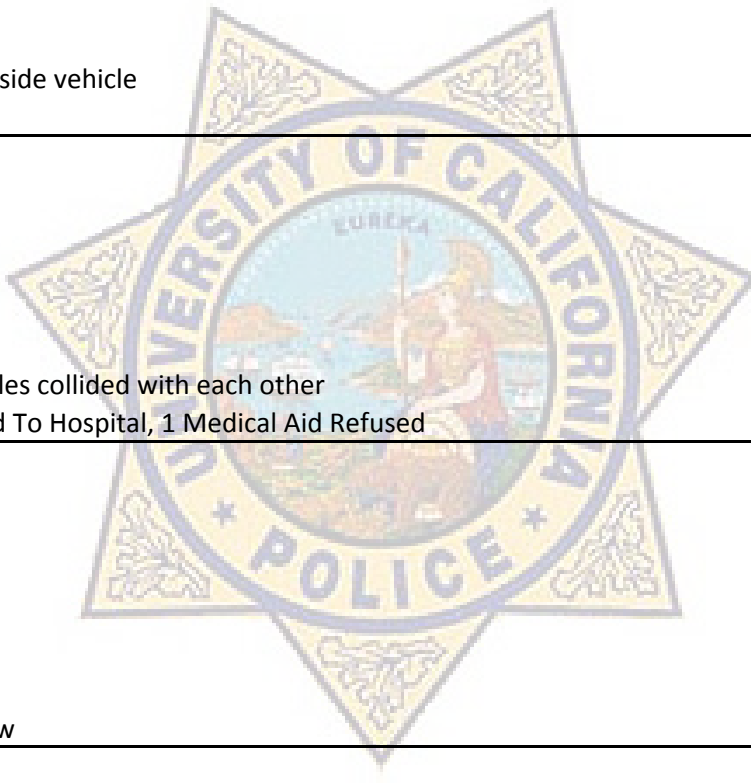 side vehicle
UNIVERSITY OF CALIFORNIA
EUREKA
les collided with each other
d To Hospital, 1 Medical Aid Refused
POLICE
w